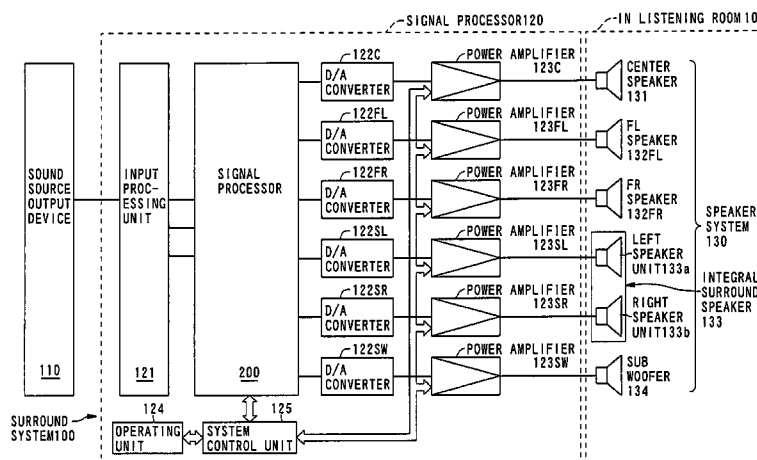 SIGNAL PROCESSOR120
IN LISTENING ROOM10
122C
D/A
CONVERTER
POWER AMPLIFIER
123C
CENTER
SPEAKER
131
122FL
D/A
CONVERTER
POWER AMPLIFIER
123FL
FL
SPEAKER
132FL
SOUND
SOURCE
OUTPUT
DEVICE
INPUT
PROC-
ESSING
UNIT
SIGNAL
PROCESSOR
122FR
D/A
CONVERTER
POWER AMPLIFIER
123FR
FR
SPEAKER
132FR
SPEAKER
SYSTEM
130
122SL
D/A
CONVERTER
POWER AMPLIFIER
123SL
LEFT
SPEAKER
UNIT133a
INTEGRAL
SURROUND
SPEAKER
133
122SR
D/A
CONVERTER
POWER AMPLIFIER
123SR
RIGHT
SPEAKER
UNIT133b
110
121
200
122SW
D/A
CONVERTER
POWER AMPLIFIER
123SW
SUB
WOOFER
134
SURROUND
SYSTEM100
124
OPERATING
UNIT
125
SYSTEM
CONTROL UNIT